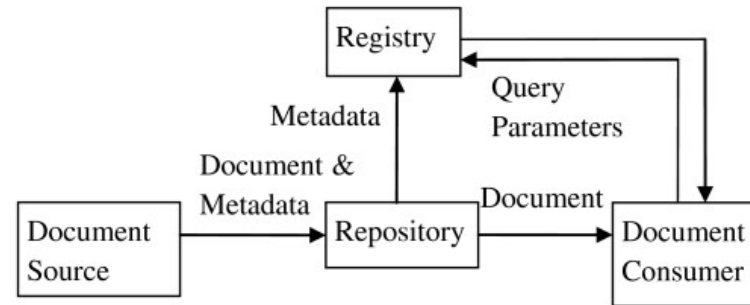 Registry
Query
Parameters
Metadata
Document &
Metadata
Document
Document
Source
Repository
Document
Consumer